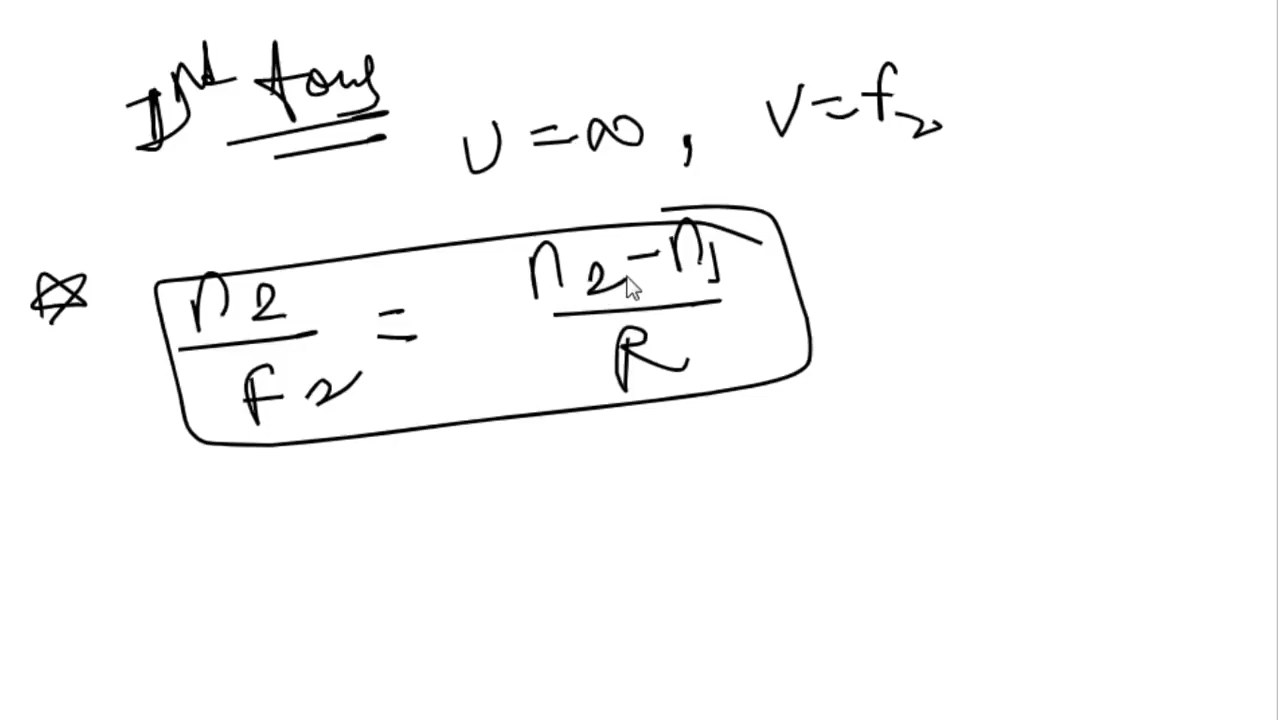 IInd focus
u = ∞, v = f₂
n₂/f₂ = (n₂ - n₁)/R